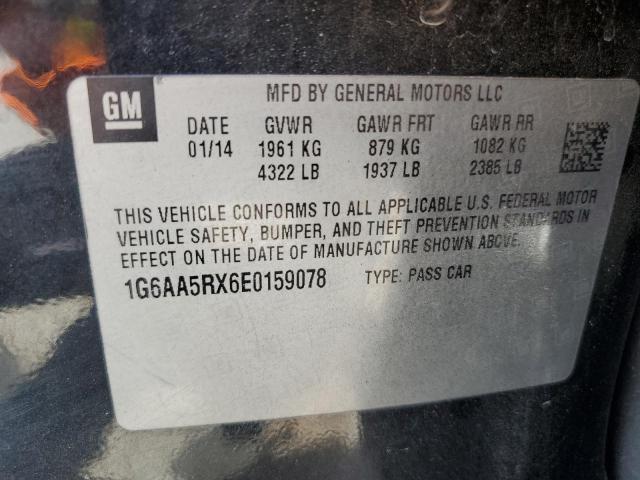 GM
MFD BY GENERAL MOTORS LLC
DATE GVWR GAWR FRT GAWR RR
01/14 1961 KG 879 KG 1082 KG
4322 LB 1937 LB 2385 LB
THIS VEHICLE CONFORMS TO ALL APPLICABLE U.S. FEDERAL MOTOR
VEHICLE SAFETY, BUMPER, AND THEFT PREVENTION STANDARDS IN
EFFECT ON THE DATE OF MANUFACTURE SHOWN ABOVE.
1G6AA5RX6E0159078 TYPE: PASS CAR